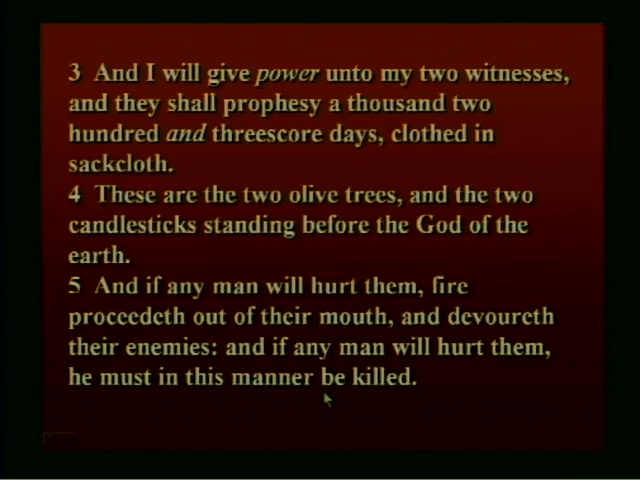 3 And I will give power unto my two witnesses,
and they shall prophesy a thousand two
hundred and threescore days, clothed in
sackcloth.
4 These are the two olive trees, and the two
candlesticks standing before the God of the
earth.
5 And if any man will hurt them, fire
proceedeth out of their mouth, and devoureth
their enemies: and if any man will hurt them,
he must in this manner be killed.